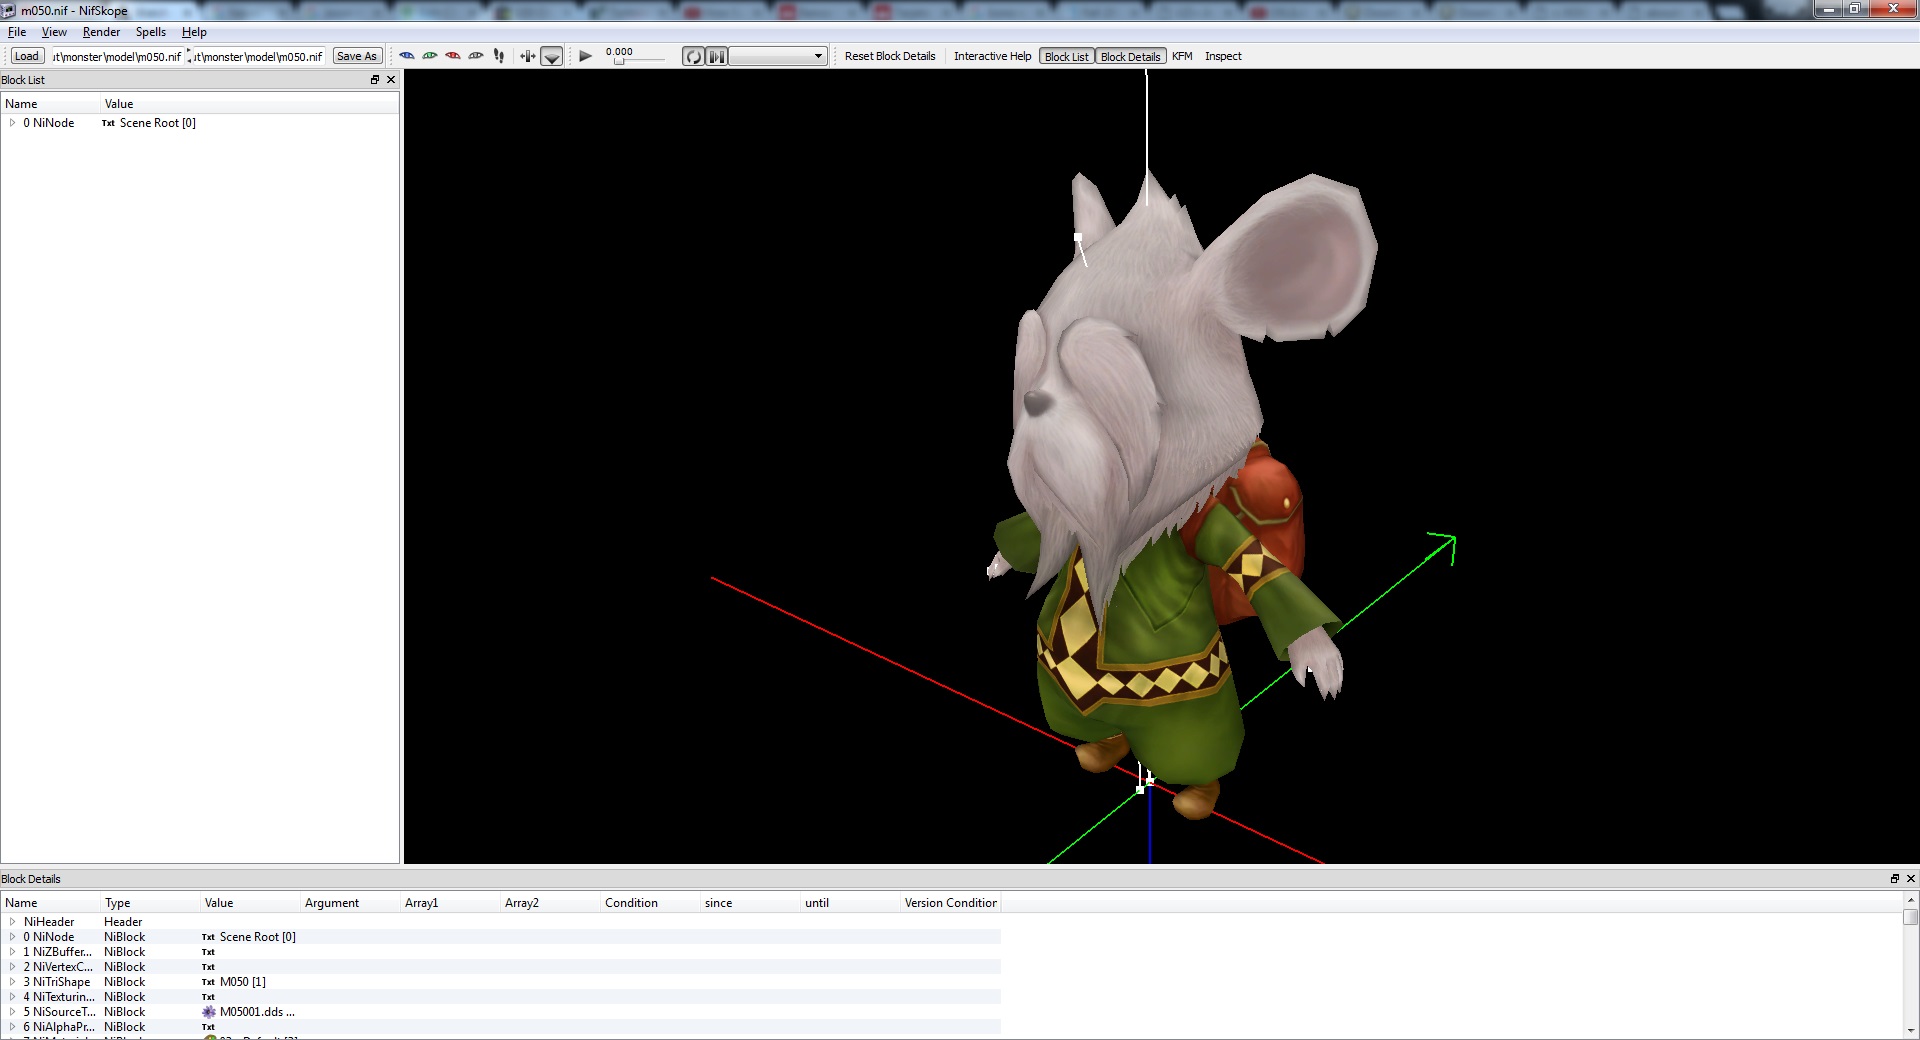 m050.nif - NifSkope
File View Render Spells Help
Load ut\monster\model\m050.nif ut\monster\model\m050.nif Save As 0.000 Reset Block Details Interactive Help Block List Block Details KFM Inspect
Block List
Name Value
0 NiNode Txt Scene Root [0]
Block Details
Name Type Value Argument Array1 Array2 Condition since until Version Condition
NiHeader Header
0 NiNode NiBlock Txt Scene Root [0]
1 NiZBuffer... NiBlock Txt
2 NiVertexC... NiBlock Txt
3 NiTriShape NiBlock Txt M050 [1]
4 NiTexturin... NiBlock Txt
5 NiSourceT... NiBlock M05001.dds ...
6 NiAlphaPr... NiBlock Txt